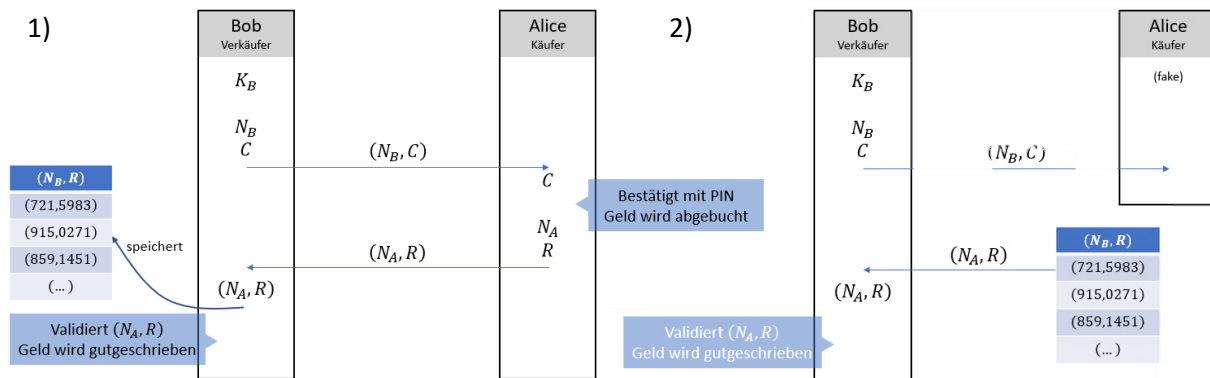 1)
Bob
Verkäufer
K_B
N_B
C
(N_B, C)
Alice
Käufer
C
Bestätigt mit PIN
Geld wird abgebucht
N_A
R
(N_A, R)
(N_B, R)
(721,5983)
(915,0271)
(859,1451)
(...)
speichert
(N_A, R)
Validiert (N_A, R)
Geld wird gutgeschrieben
2)
Bob
Verkäufer
K_B
N_B
C
(N_B, C)
Alice
Käufer
(fake)
(N_B, R)
(721,5983)
(915,0271)
(859,1451)
(...)
(N_A, R)
(N_A, R)
Validiert (N_A, R)
Geld wird gutgeschrieben